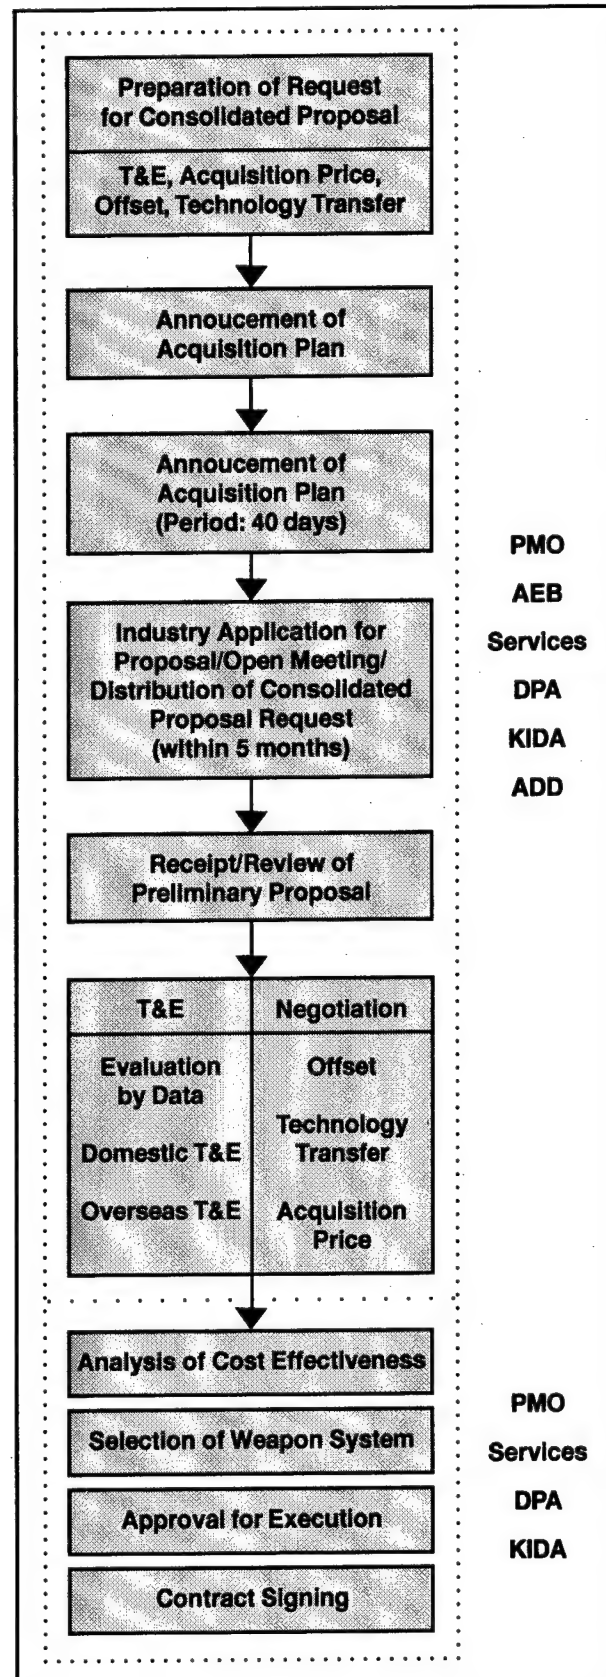 Preparation of Request
for Consolidated Proposal
T&E, Acquisition Price,
Offset, Technology Transfer
Annoucement of
Acquisition Plan
Annoucement of
Acquisition Plan
(Period: 40 days)
Industry Application for
Proposal/Open Meeting/
Distribution of Consolidated
Proposal Request
(within 5 months)
Receipt/Review of
Preliminary Proposal
T&E
Evaluation
by Data
Domestic T&E
Overseas T&E
Negotiation
Offset
Technology
Transfer
Acquisition
Price
PMO
AEB
Services
DPA
KIDA
ADD
Analysis of Cost Effectiveness
Selection of Weapon System
Approval for Execution
Contract Signing
PMO
Services
DPA
KIDA